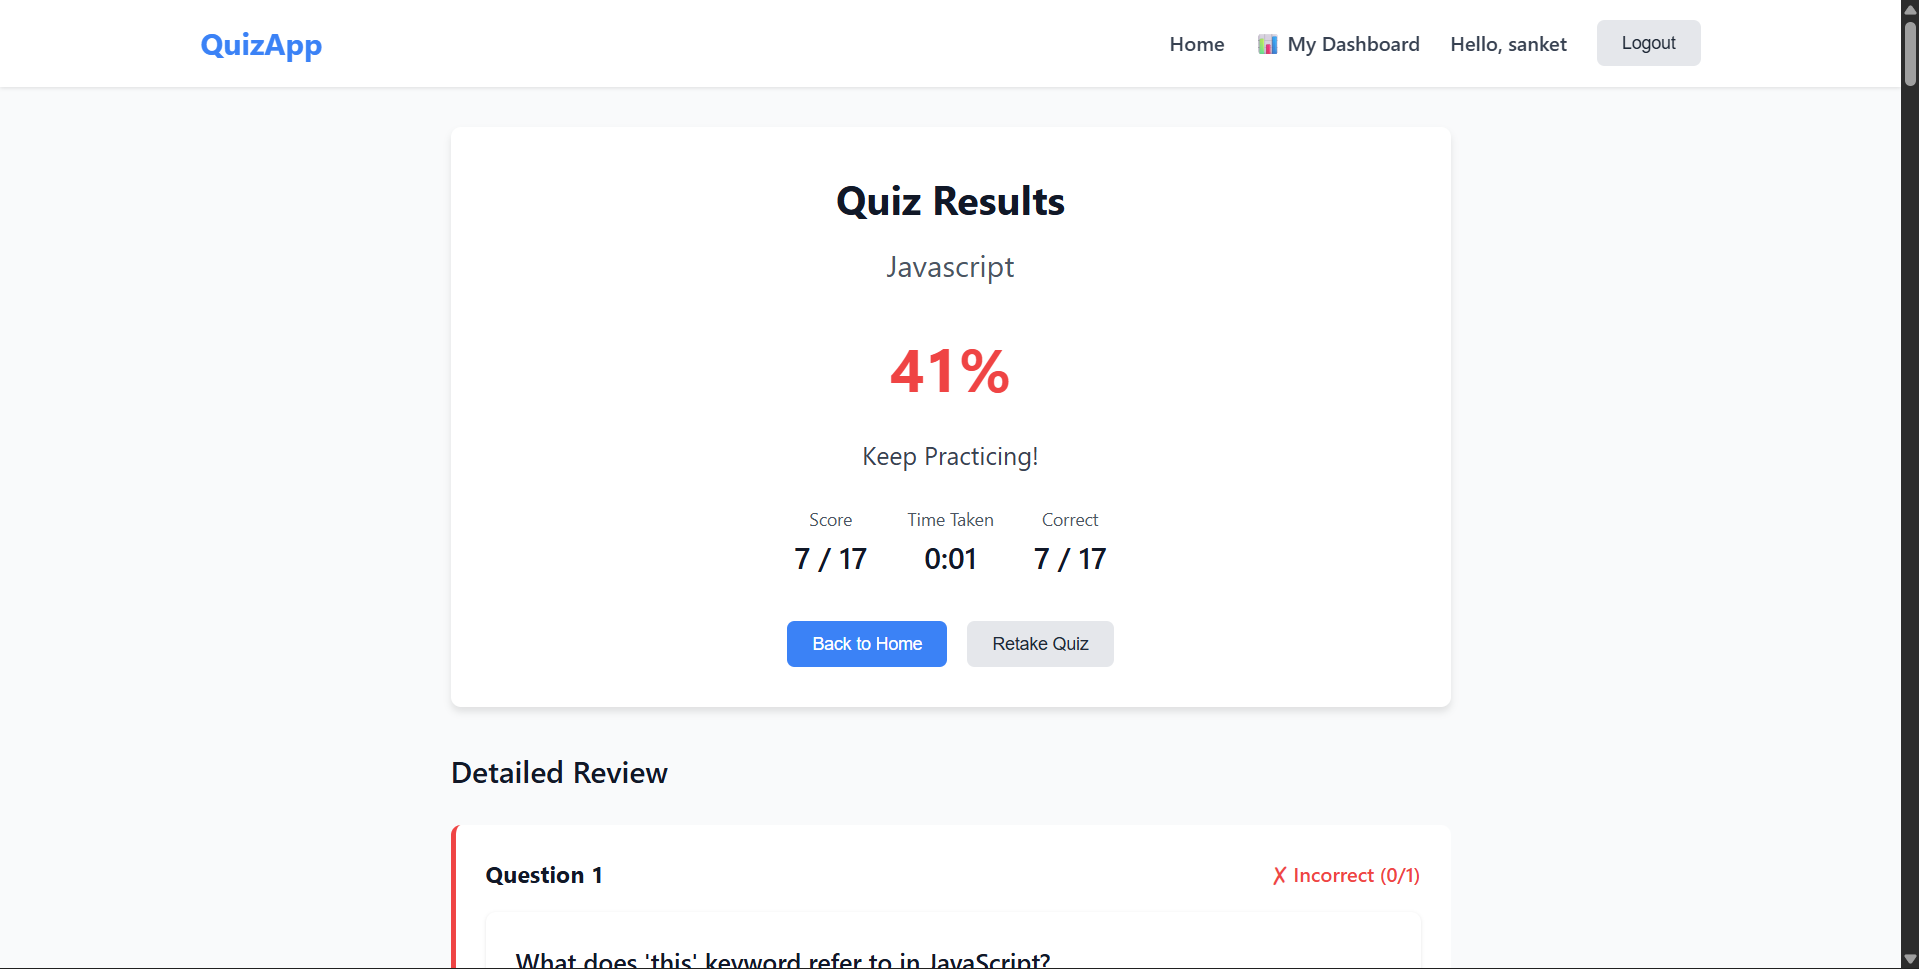 QuizApp
Home 📊 My Dashboard Hello, sanket Logout
Quiz Results
Javascript
41%
Keep Practicing!
Score Time Taken Correct
7 / 17 0:01 7 / 17
Back to Home Retake Quiz
Detailed Review
Question 1 ✗ Incorrect (0/1)
What does 'this' keyword refer to in JavaScript?